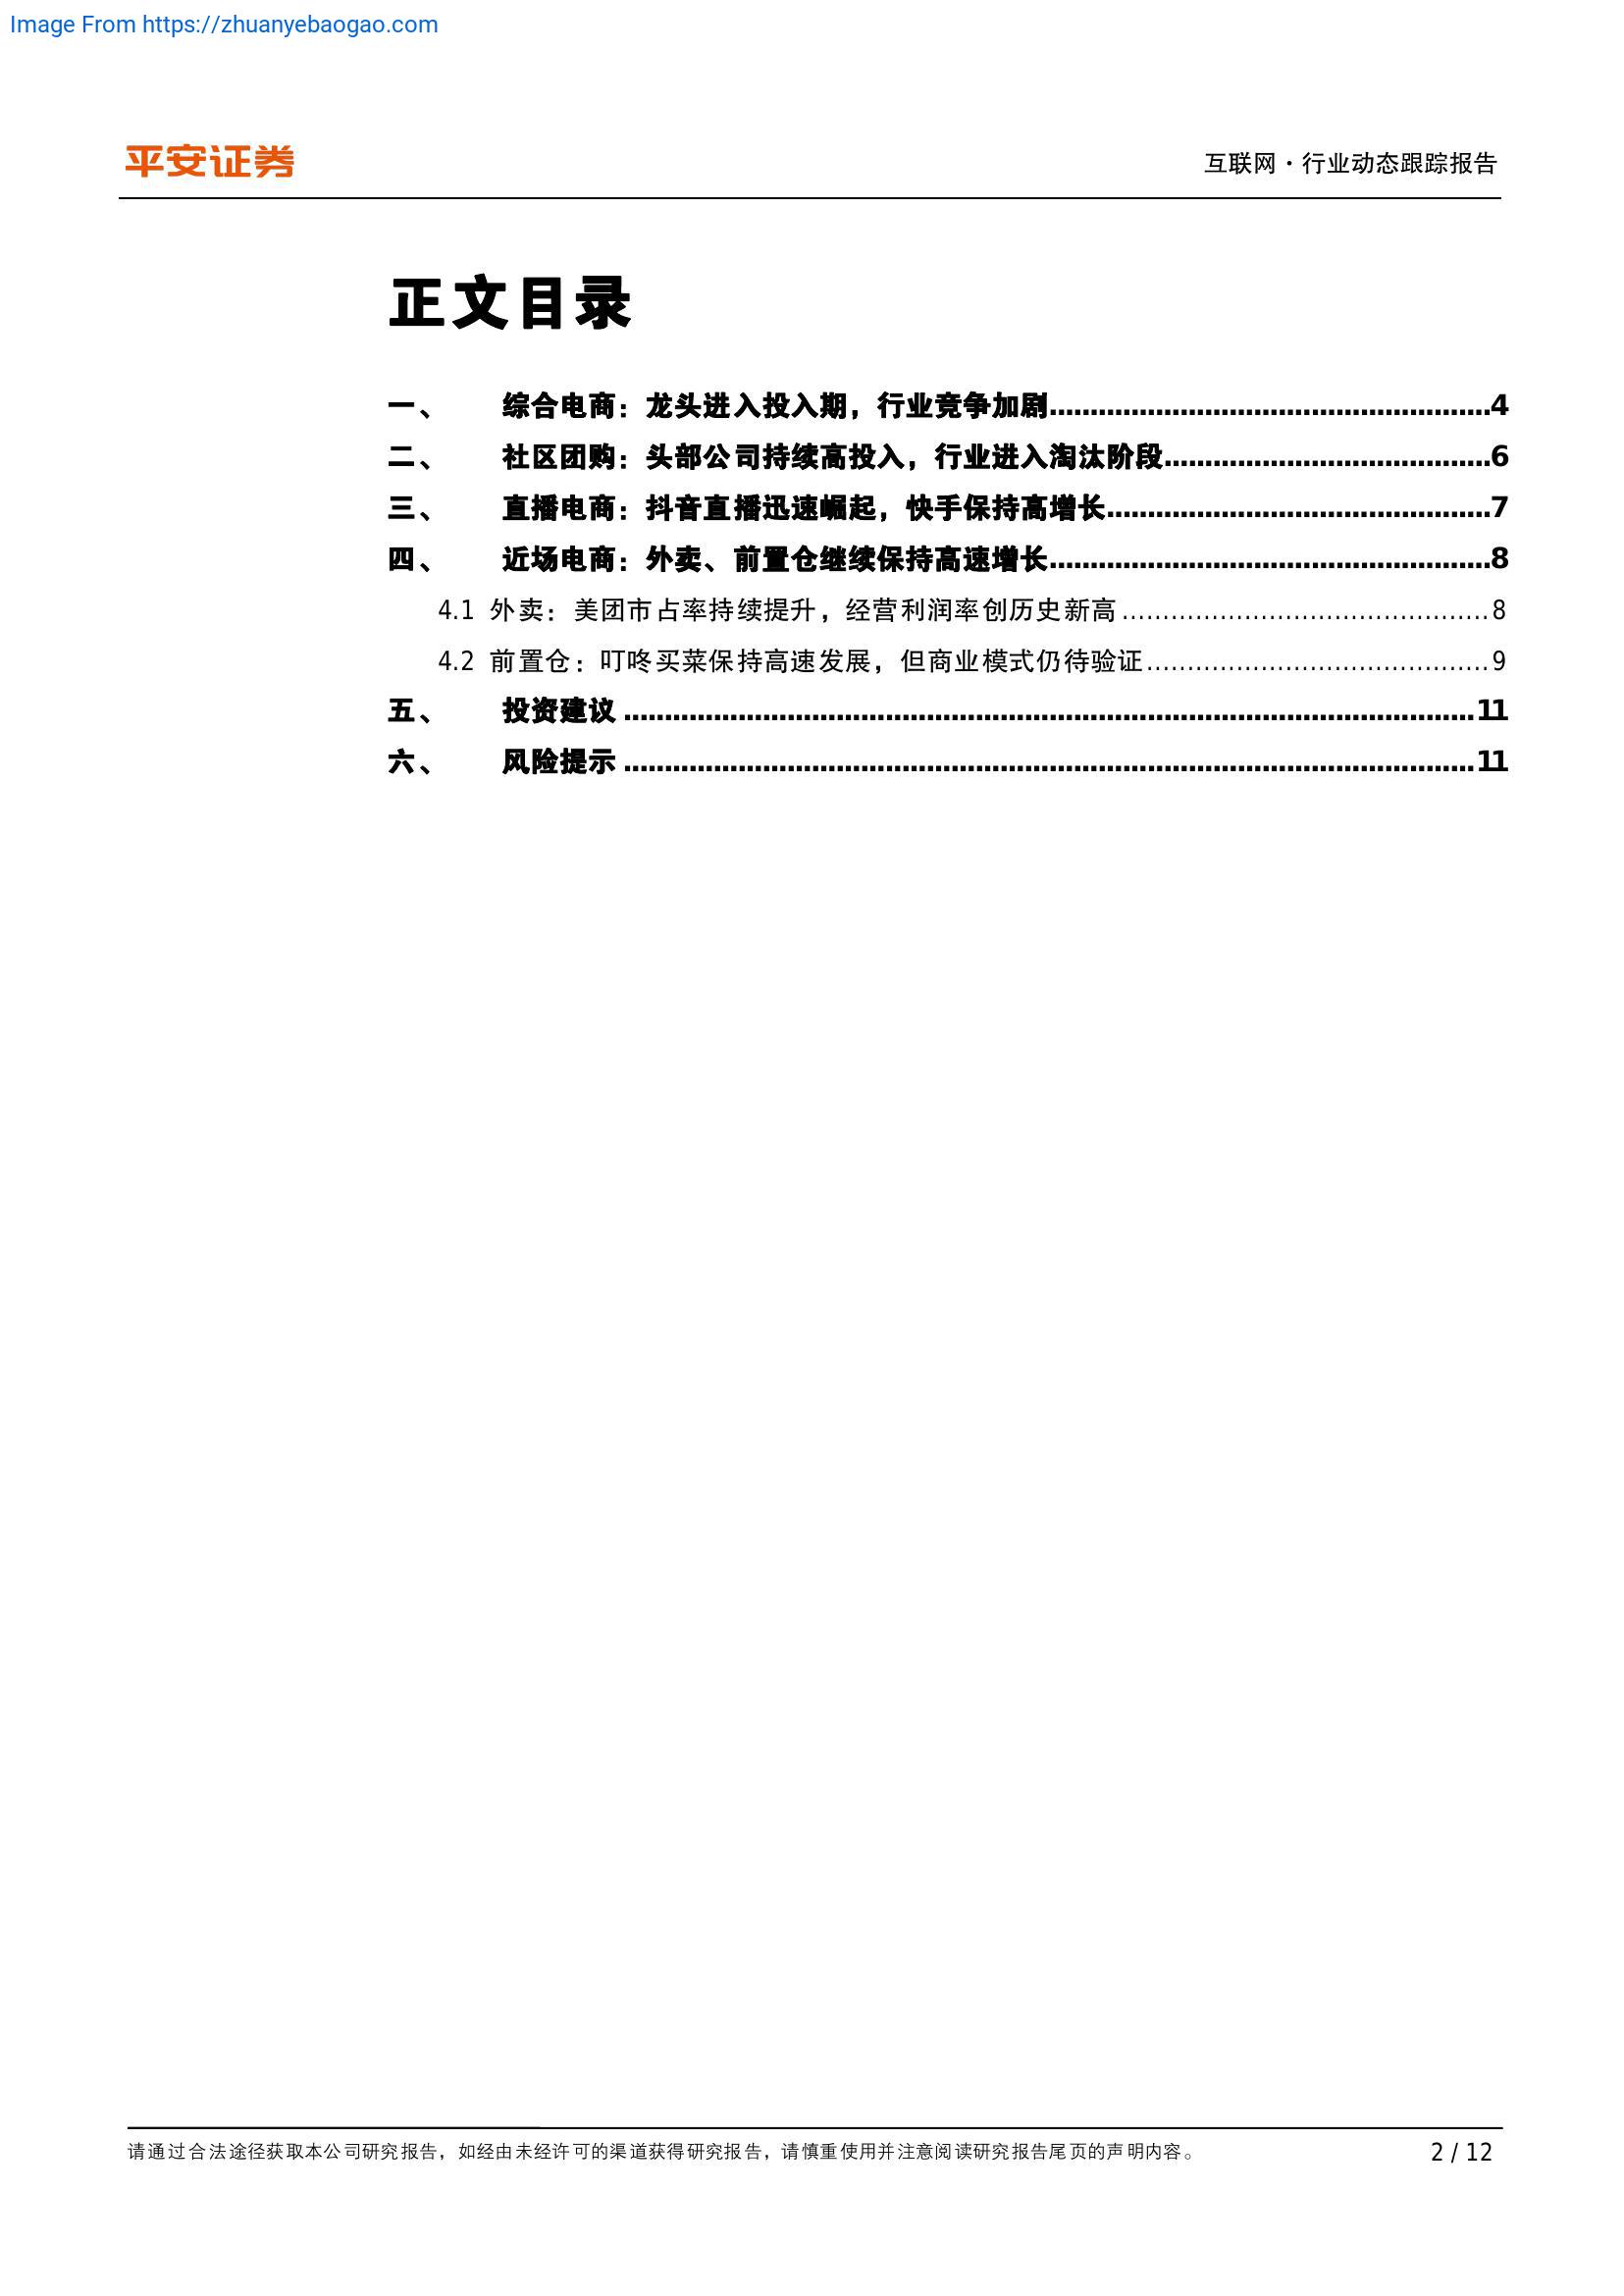 Image From https://zhuanyebaogao.com
平安证券
互联网·行业动态跟踪报告
正文目录
一、 综合电商：龙头进入投入期，行业竞争加剧......................................................4
二、 社区团购：头部公司持续高投入，行业进入淘汰阶段........................................6
三、 直播电商：抖音直播迅速崛起，快手保持高增长...............................................7
四、 近场电商：外卖、前置仓继续保持高速增长......................................................8
4.1 外卖：美团市占率持续提升，经营利润率创历史新高.............................................8
4.2 前置仓：叮咚买菜保持高速发展，但商业模式仍待验证..........................................9
五、 投资建议........................................................................................................11
六、 风险提示........................................................................................................11
请通过合法途径获取本公司研究报告，如经由未经许可的渠道获得研究报告，请慎重使用并注意阅读研究报告尾页的声明内容。
2 / 12